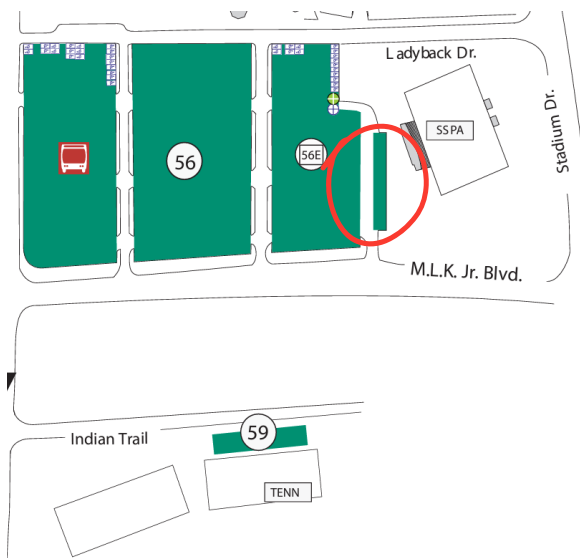 Ladyback Dr.
SSPA
Stadium Dr.
56
56E
M.L.K. Jr. Blvd.
Indian Trail
59
TENN